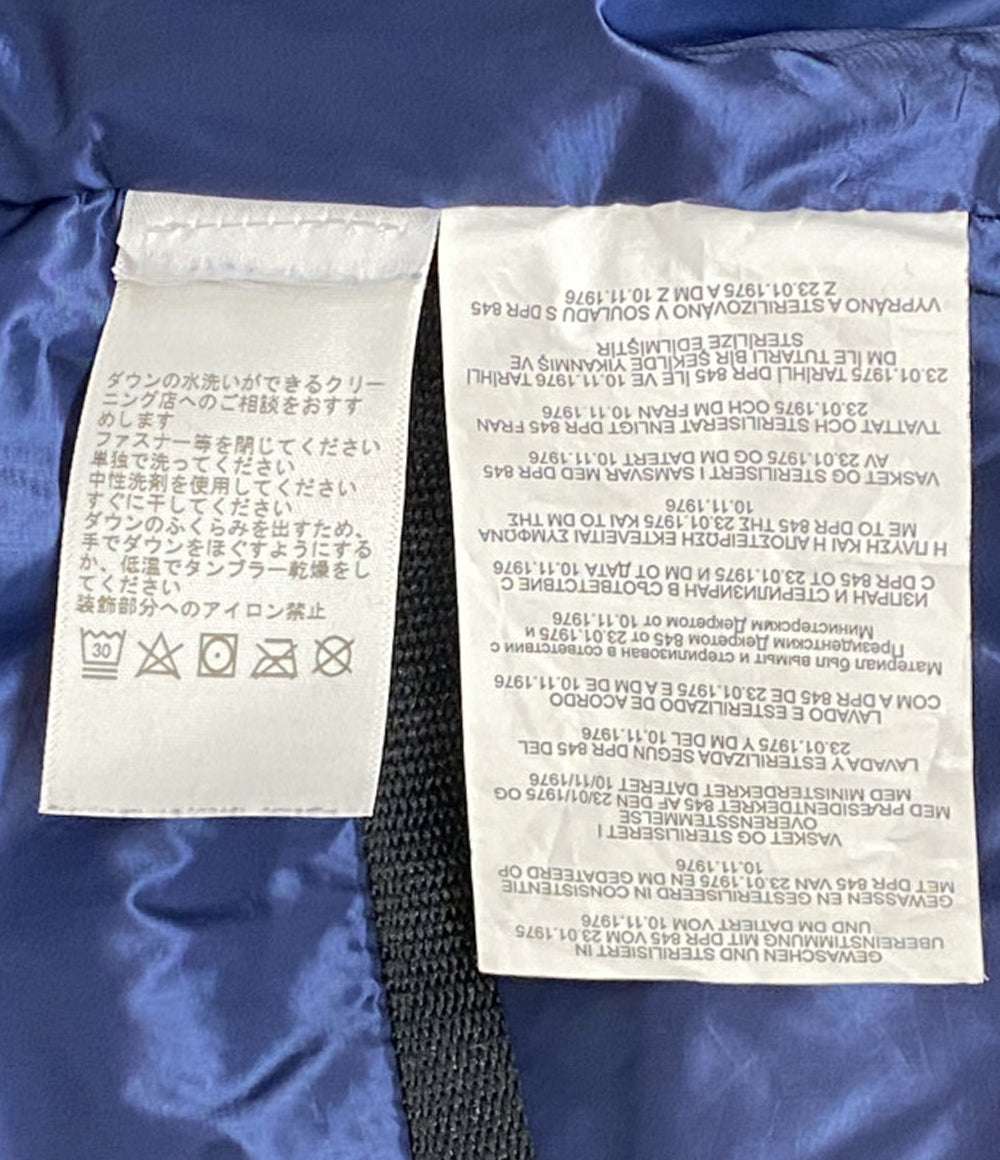 ダウンの水洗いができるクリー
ニング店へのご相談をおすす
めします
ファスナー等を閉じてください
単独で洗ってください
中性洗剤を使用してください
すぐに干してください
ダウンのふくらみを出すため、
手でダウンをほぐすようにする
か、低温でタンブラー乾燥をし
てください
装飾部分へのアイロン禁止
30
GEWASCHEN UND STERILISIERT IN
ÜBEREINSTIMMUNG MIT DPR 845 VOM 23.01.1975
UND DM DATIERT VOM 10.11.1976
GEWASSEN EN GESTERILISEERD IN CONSISTENTIE
MET DPR 845 VAN 23.01.1975 EN DM GEDATEERD OP
10.11.1976
VASKET OG STERILISERET I
OVERENSSTEMMELSE
MED PRÆSIDENTDEKRET 845 AF DEN 23/01/1975 OG
MED MINISTERDEKRET DATERET 10/11/1976
LAVADA Y ESTERILIZADA SEGÚN DPR 845 DEL
23.01.1975 Y DM DEL 10.11.1976
LAVADO E ESTERILIZADO DE ACORDO
COM A DPR 845 DE 23.01.1975 E A DM DE 10.11.1976
Материал был вымыт и стерилизован в соответствии с
Президентским Декретом 845 от 23.01.1975 и
Министерским Декретом от 10.11.1976
ИЗПРАН И СТЕРИЛИЗИРАН В СЪОТВЕТСТВИЕ
С DPR 845 ОТ 23.01.1975 И DM ОТ ДАТА 10.11.1976
Η ΠΛΥΣΗ ΚΑΙ Η ΑΠΟΣΤΕΙΡΩΣΗ ΕΚΤΕΛΕΙΤΑΙ ΣΥΜΦΩΝΑ
ΜΕ ΤΟ DPR 845 ΤΗΣ 23.01.1975 ΚΑΙ ΤΟ DM ΤΗΣ
10.11.1976
VASKET OG STERILISERT I SAMSVAR MED DPR 845
AV 23.01.1975 OG DM DATERT 10.11.1976
TVATTAT OCH STERILISERAT ENLIGT DPR 845 FRAN
23.01.1975 OCH DM FRAN 10.11.1976
23.01.1975 TARİHLİ DPR 845 İLE VE 10.11.1976 TARİHLI
DM İLE TUTARLI BİR ŞEKİLDE YIKANMIŞ VE
STERİLİZE EDİLMİŞTİR
VYPRÁNO A STERILIZOVÁNO V SOULADU S DPR 845
Z 23.01.1975 A DM Z 10.11.1976